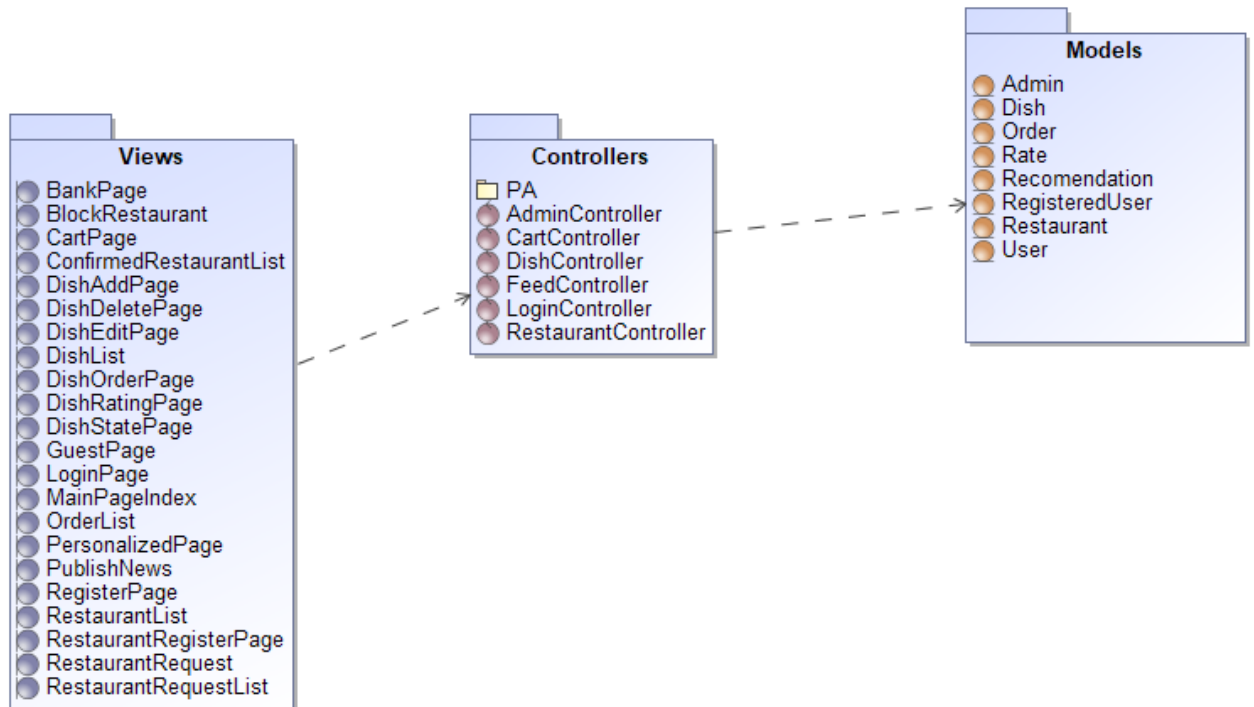 Views
BankPage
BlockRestaurant
CartPage
ConfirmedRestaurantList
DishAddPage
DishDeletePage
DishEditPage
DishList
DishOrderPage
DishRatingPage
DishStatePage
GuestPage
LoginPage
MainPageIndex
OrderList
PersonalizedPage
PublishNews
RegisterPage
RestaurantList
RestaurantRegisterPage
RestaurantRequest
RestaurantRequestList
Controllers
PA
AdminController
CartController
DishController
FeedController
LoginController
RestaurantController
Models
Admin
Dish
Order
Rate
Recomendation
RegisteredUser
Restaurant
User